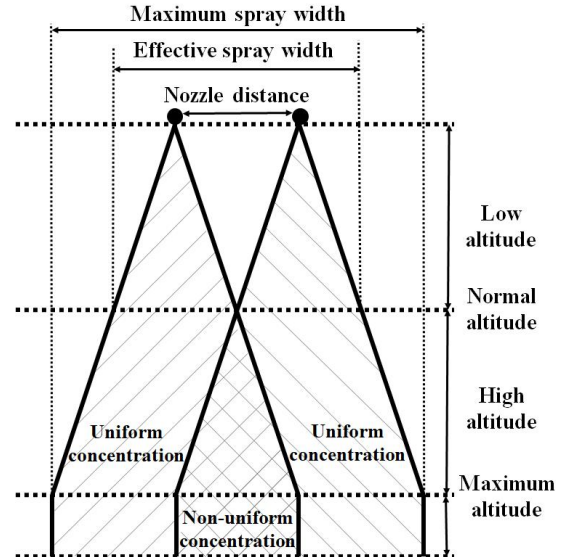 Maximum spray width
Effective spray width
Nozzle distance
Low
altitude
Normal
altitude
High
altitude
Uniform
concentration
Uniform
concentration
Maximum
altitude
Non-uniform
concentration